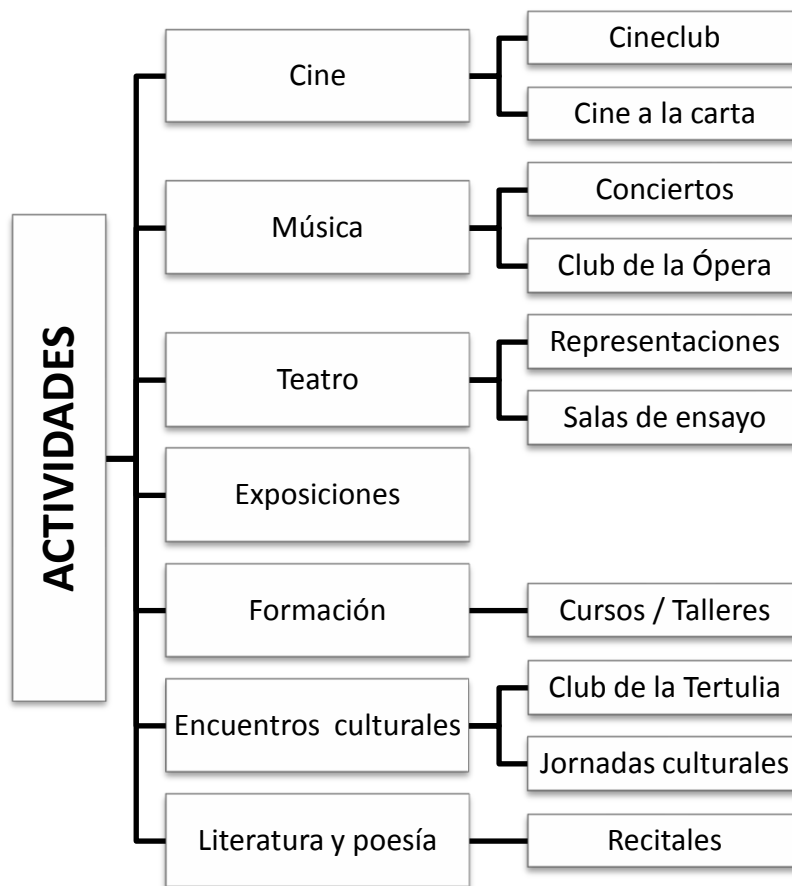 ACTIVIDADES
Cine
Cineclub
Cine a la carta
Música
Conciertos
Club de la Ópera
Teatro
Representaciones
Salas de ensayo
Exposiciones
Formación
Cursos / Talleres
Encuentros culturales
Club de la Tertulia
Jornadas culturales
Literatura y poesía
Recitales